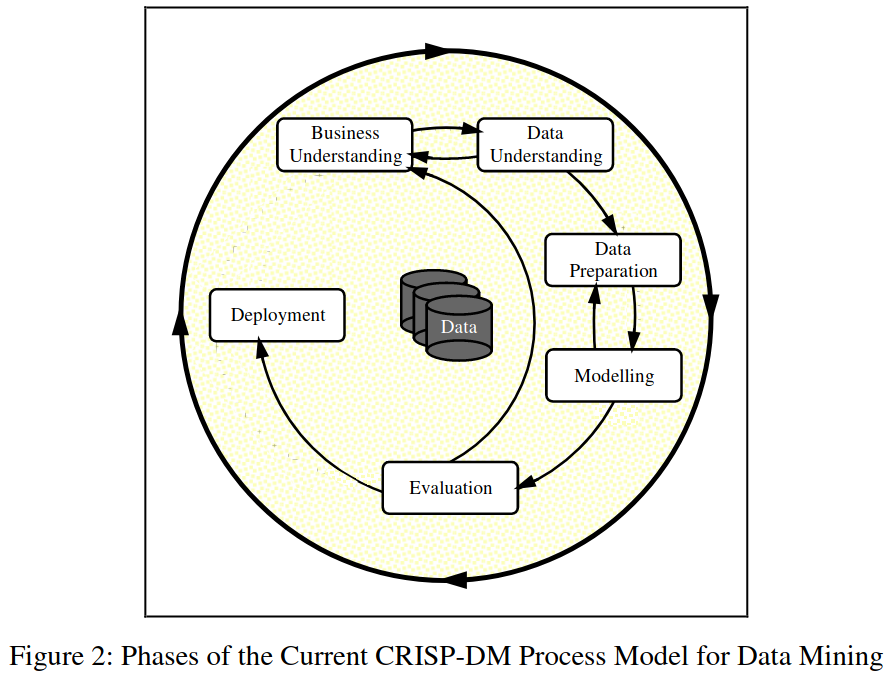 Business
Understanding
Data
Understanding
Data
Preparation
Deployment
Data
Modelling
Evaluation
Figure 2: Phases of the Current CRISP-DM Process Model for Data Mining